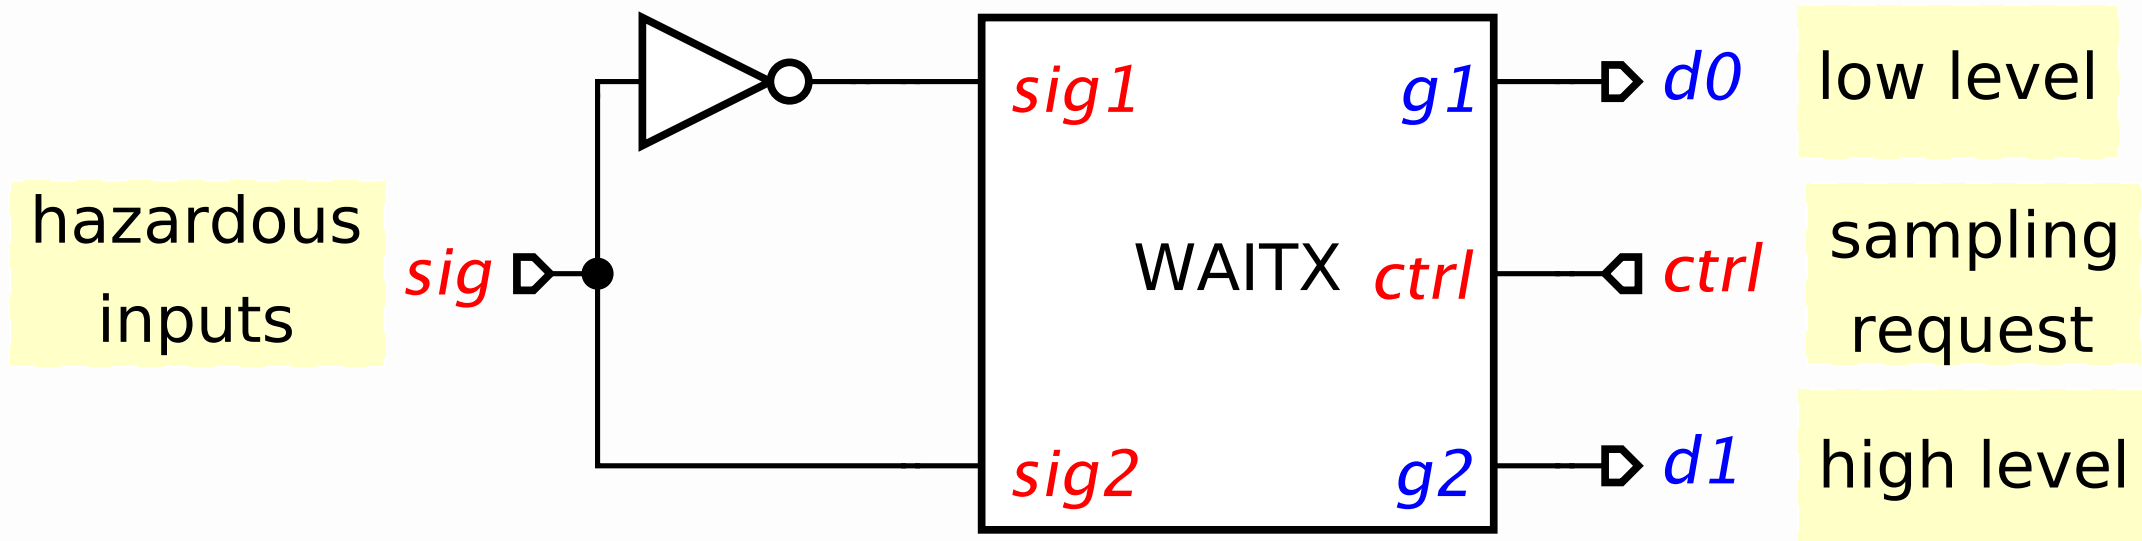 hazardous
inputs
sig
sig1
sig2
WAITX
g1
ctrl
g2
d0
low level
ctrl
sampling
request
d1
high level